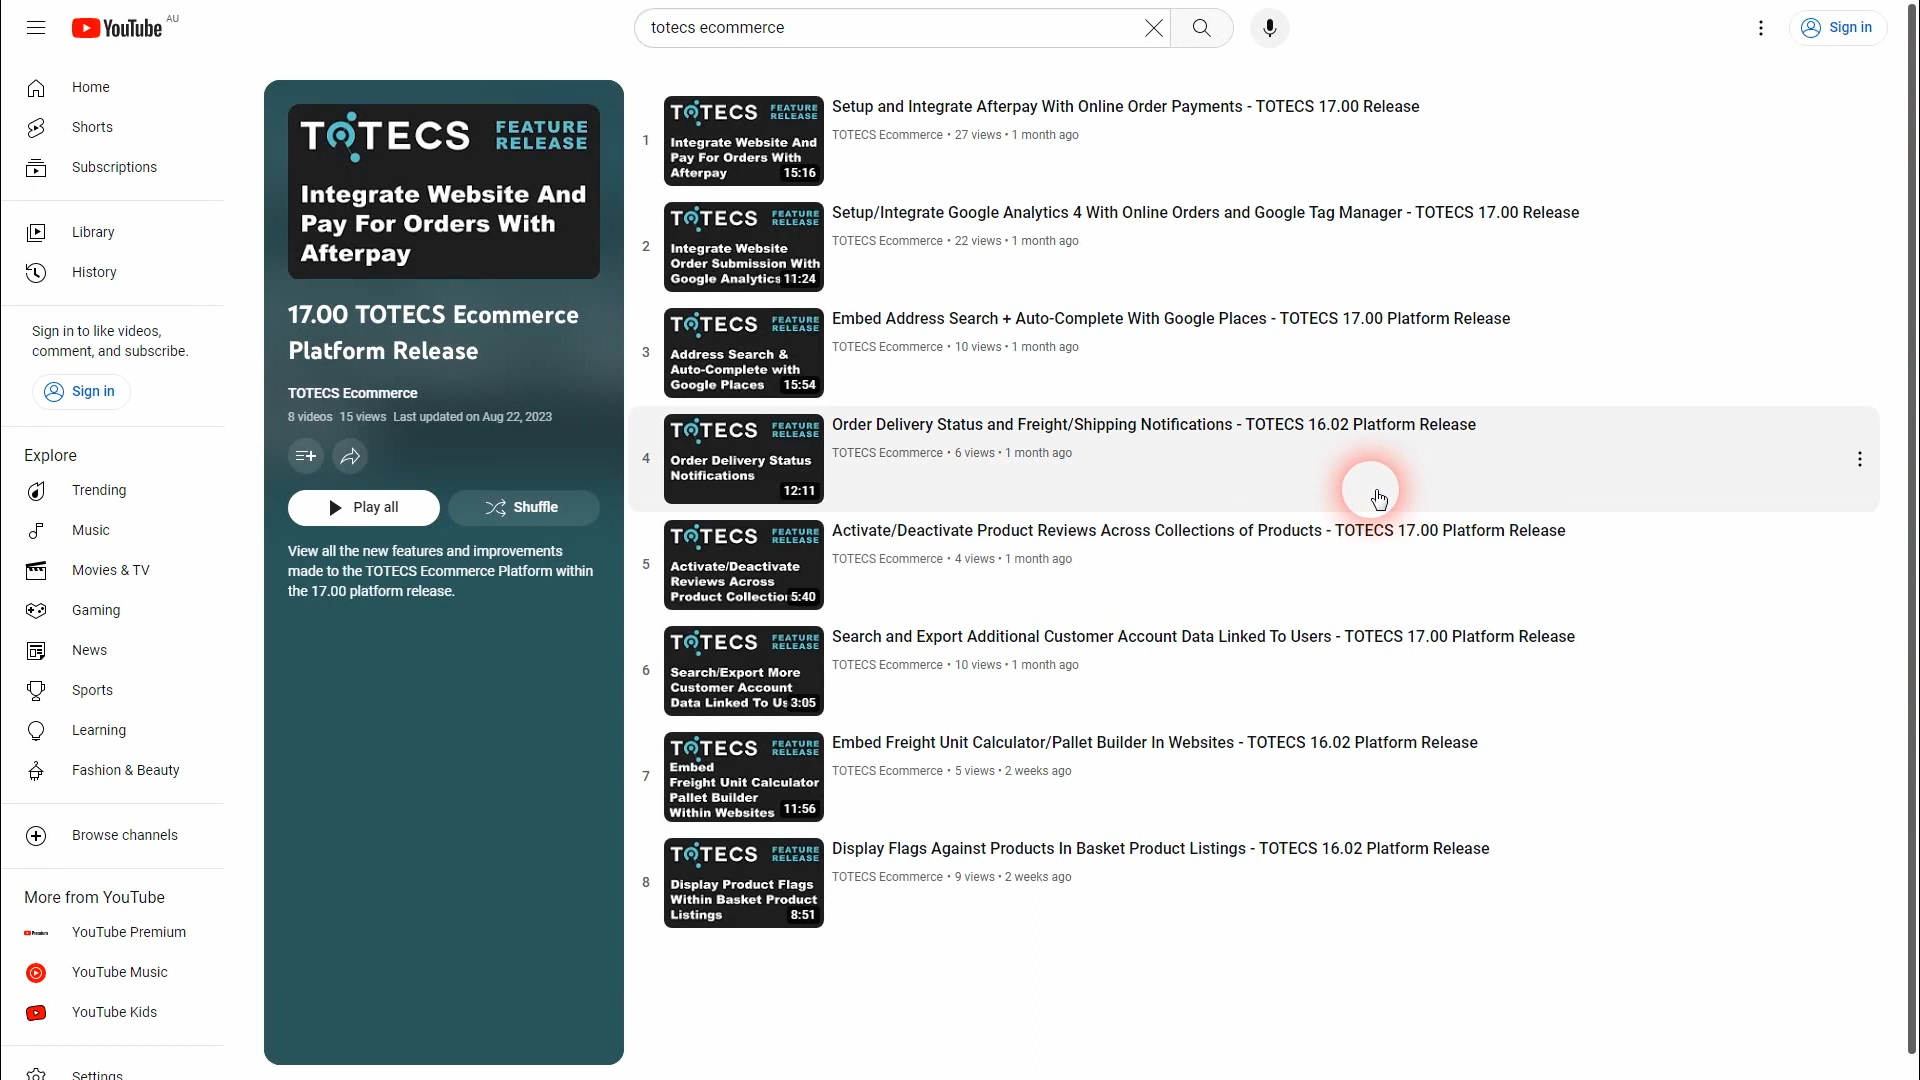 YouTube AU
totecs ecommerce
Sign in
Home
Shorts
Subscriptions
Library
History
Sign in to like videos,
comment, and subscribe.
Sign in
Explore
Trending
Music
Movies & TV
Gaming
News
Sports
Learning
Fashion & Beauty
Browse channels
More from YouTube
YouTube Premium
YouTube Music
YouTube Kids
Settings
TOTECS FEATURE
RELEASE
Integrate Website And
Pay For Orders With
Afterpay
17.00 TOTECS Ecommerce
Platform Release
TOTECS Ecommerce
8 videos 15 views Last updated on Aug 22, 2023
Play all
Shuffle
View all the new features and improvements
made to the TOTECS Ecommerce Platform within
the 17.00 platform release.
1
TOTECS FEATURE
RELEASE
Integrate Website And
Pay For Orders With
Afterpay 15:16
Setup and Integrate Afterpay With Online Order Payments - TOTECS 17.00 Release
TOTECS Ecommerce • 27 views • 1 month ago
2
TOTECS FEATURE
RELEASE
Integrate Website
Order Submission With
Google Analytics 11:24
Setup/Integrate Google Analytics 4 With Online Orders and Google Tag Manager - TOTECS 17.00 Release
TOTECS Ecommerce • 22 views • 1 month ago
3
TOTECS FEATURE
RELEASE
Address Search &
Auto-Complete with
Google Places 15:54
Embed Address Search + Auto-Complete With Google Places - TOTECS 17.00 Platform Release
TOTECS Ecommerce • 10 views • 1 month ago
4
TOTECS FEATURE
RELEASE
Order Delivery Status
Notifications
12:11
Order Delivery Status and Freight/Shipping Notifications - TOTECS 16.02 Platform Release
TOTECS Ecommerce • 6 views • 1 month ago
5
TOTECS FEATURE
RELEASE
Activate/Deactivate
Reviews Across
Product Collection 5:40
Activate/Deactivate Product Reviews Across Collections of Products - TOTECS 17.00 Platform Release
TOTECS Ecommerce • 4 views • 1 month ago
6
TOTECS FEATURE
RELEASE
Search/Export More
Customer Account
Data Linked To Us 3:05
Search and Export Additional Customer Account Data Linked To Users - TOTECS 17.00 Platform Release
TOTECS Ecommerce • 10 views • 1 month ago
7
TOTECS FEATURE
RELEASE
Embed
Freight Unit Calculator
Pallet Builder
Within Websites 11:56
Embed Freight Unit Calculator/Pallet Builder In Websites - TOTECS 16.02 Platform Release
TOTECS Ecommerce • 5 views • 2 weeks ago
8
TOTECS FEATURE
RELEASE
Display Product Flags
Within Basket Product
Listings 8:51
Display Flags Against Products In Basket Product Listings - TOTECS 16.02 Platform Release
TOTECS Ecommerce • 9 views • 2 weeks ago